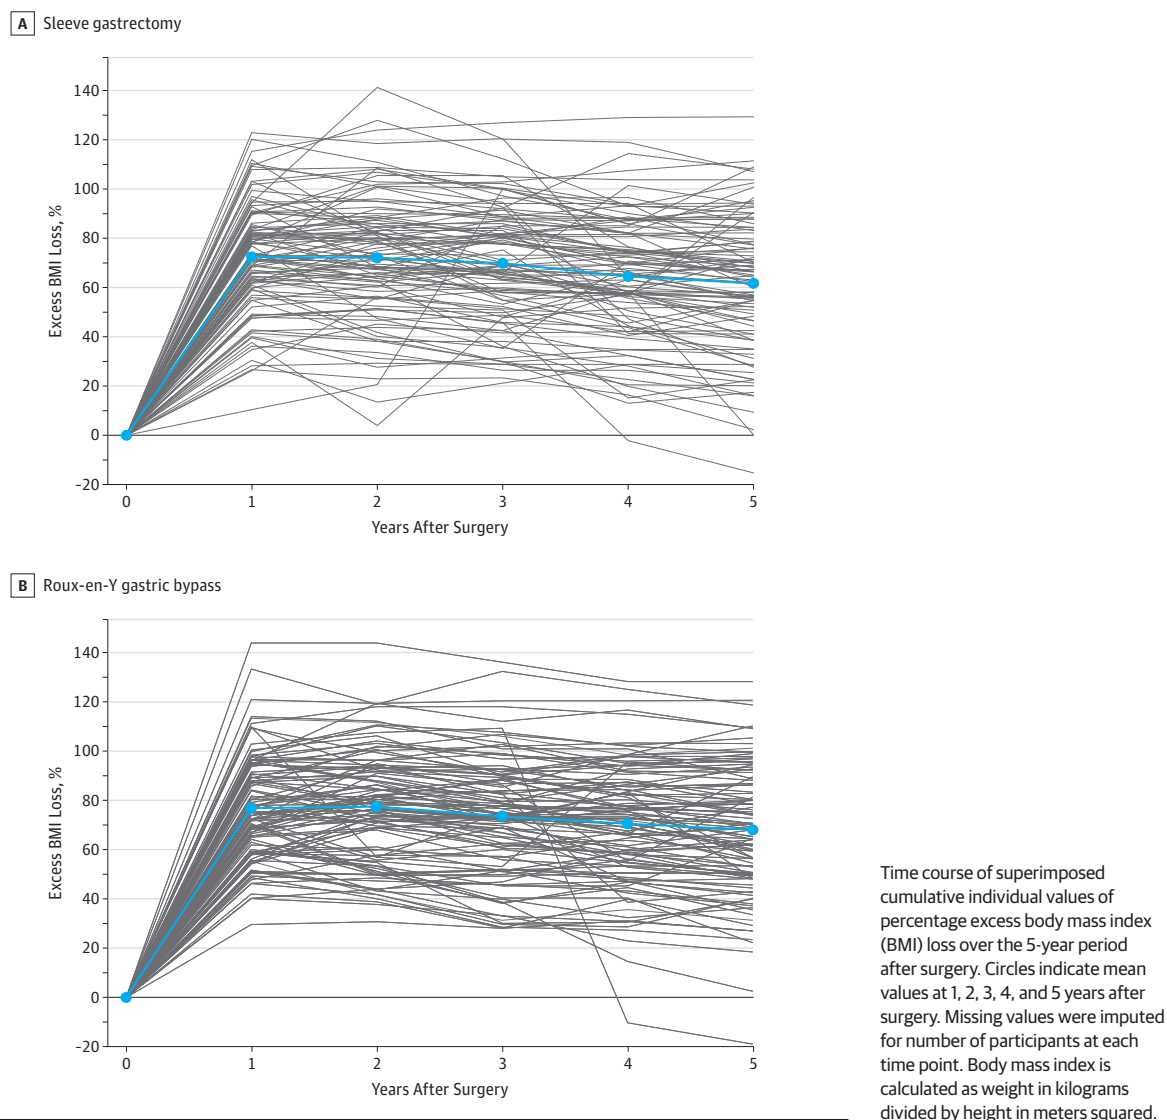 A Sleeve gastrectomy
140
120
100
80
60
40
20
0
-20
Excess BMI Loss, %
0 1 2 3 4 5
Years After Surgery
B Roux-en-Y gastric bypass
140
120
100
80
60
40
20
0
-20
Excess BMI Loss, %
0 1 2 3 4 5
Years After Surgery
Time course of superimposed
cumulative individual values of
percentage excess body mass index
(BMI) loss over the 5-year period
after surgery. Circles indicate mean
values at 1, 2, 3, 4, and 5 years after
surgery. Missing values were imputed
for number of participants at each
time point. Body mass index is
calculated as weight in kilograms
divided by height in meters squared.